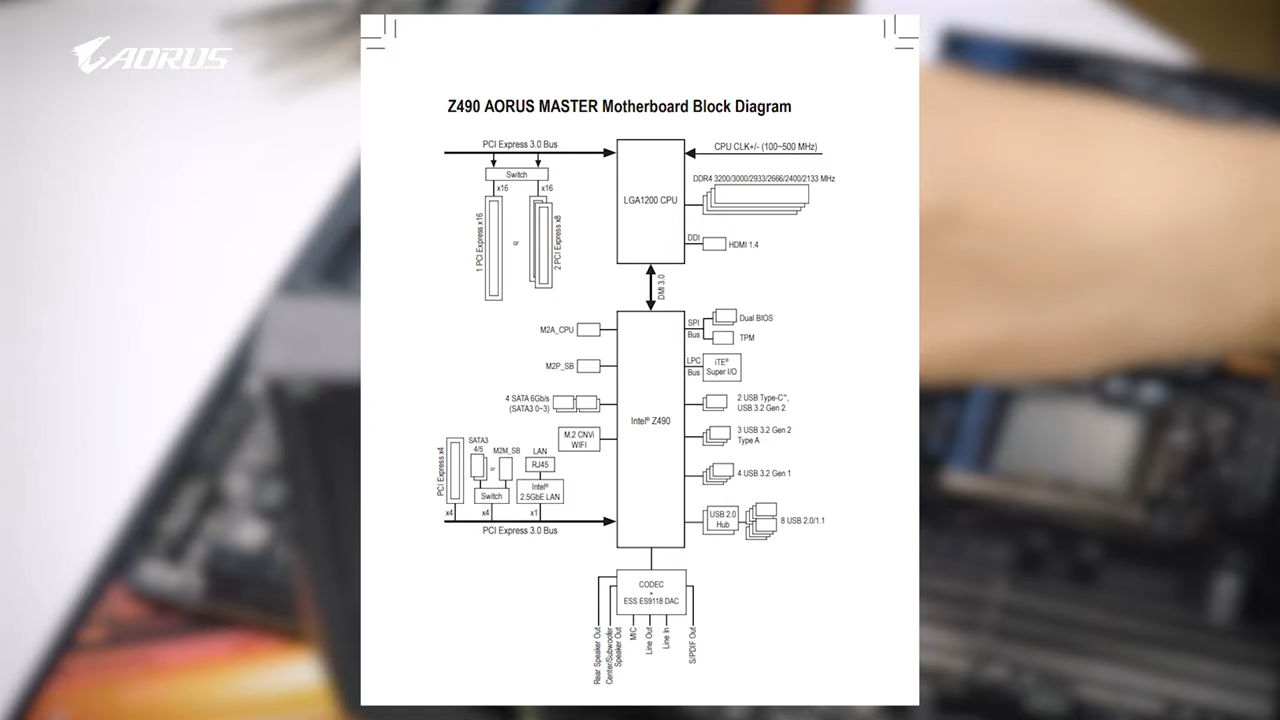 AORUS
Z490 AORUS MASTER Motherboard Block Diagram
PCI Express 3.0 Bus
CPU CLK+/- (100~500 MHz)
Switch
x16
x16
1 PCI Express x16
or
2 PCI Express x8
LGA1200 CPU
DDR4 3200/3000/2933/2666/2400/2133 MHz
DDI
HDMI 1.4
DMI 3.0
M2A_CPU
M2P_SB
4 SATA 6Gb/s
(SATA3 0~3)
M.2 CNVi
WIFI
Intel® Z490
SPI
Bus
Dual BIOS
TPM
LPC
Bus
iTE®
Super I/O
2 USB Type-C™,
USB 3.2 Gen 2
3 USB 3.2 Gen 2
Type A
4 USB 3.2 Gen 1
USB 2.0
Hub
8 USB 2.0/1.1
PCI Express x4
SATA3
4/5
or
M2M_SB
LAN
RJ45
Switch
Intel®
2.5GbE LAN
x4
x4
x1
PCI Express 3.0 Bus
CODEC
+
ESS ES9118 DAC
Rear Speaker Out
Center/Subwoofer
Speaker Out
MIC
Line Out
Line In
S/PDIF Out